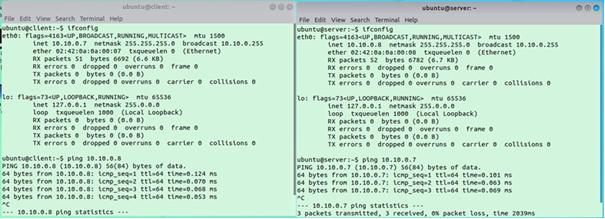 ubuntu@client: ~
File Edit View Search Terminal Help
ubuntu@client:~$ ifconfig
eth0: flags=4163<UP,BROADCAST,RUNNING,MULTICAST>  mtu 1500
inet 10.10.0.7  netmask 255.255.255.0  broadcast 10.10.0.255
ether 02:42:0a:0a:00:07  txqueuelen 0  (Ethernet)
RX packets 51  bytes 6692 (6.6 KB)
RX errors 0  dropped 0  overruns 0  frame 0
TX packets 0  bytes 0 (0.0 B)
TX errors 0  dropped 0 overruns 0  carrier 0  collisions 0
lo: flags=73<UP,LOOPBACK,RUNNING>  mtu 65536
inet 127.0.0.1  netmask 255.0.0.0
loop  txqueuelen 1000  (Local Loopback)
RX packets 0  bytes 0 (0.0 B)
RX errors 0  dropped 0  overruns 0  frame 0
TX packets 0  bytes 0 (0.0 B)
TX errors 0  dropped 0 overruns 0  carrier 0  collisions 0
ubuntu@client:~$ ping 10.10.0.8
PING 10.10.0.8 (10.10.0.8) 56(84) bytes of data.
64 bytes from 10.10.0.8: icmp_seq=1 ttl=64 time=0.124 ms
64 bytes from 10.10.0.8: icmp_seq=2 ttl=64 time=0.070 ms
64 bytes from 10.10.0.8: icmp_seq=3 ttl=64 time=0.068 ms
64 bytes from 10.10.0.8: icmp_seq=4 ttl=64 time=0.053 ms
^C
--- 10.10.0.8 ping statistics ---
ubuntu@server: ~
File Edit View Search Terminal Help
ubuntu@server:~$ ifconfig
eth0: flags=4163<UP,BROADCAST,RUNNING,MULTICAST>  mtu 1500
inet 10.10.0.8  netmask 255.255.255.0  broadcast 10.10.0.255
ether 02:42:0a:0a:00:08  txqueuelen 0  (Ethernet)
RX packets 52  bytes 6782 (6.7 KB)
RX errors 0  dropped 0  overruns 0  frame 0
TX packets 0  bytes 0 (0.0 B)
TX errors 0  dropped 0 overruns 0  carrier 0  collisions 0
lo: flags=73<UP,LOOPBACK,RUNNING>  mtu 65536
inet 127.0.0.1  netmask 255.0.0.0
loop  txqueuelen 1000  (Local Loopback)
RX packets 0  bytes 0 (0.0 B)
RX errors 0  dropped 0  overruns 0  frame 0
TX packets 0  bytes 0 (0.0 B)
TX errors 0  dropped 0 overruns 0  carrier 0  collisions 0
ubuntu@server:~$ ping 10.10.0.7
PING 10.10.0.7 (10.10.0.7) 56(84) bytes of data.
64 bytes from 10.10.0.7: icmp_seq=1 ttl=64 time=0.101 ms
64 bytes from 10.10.0.7: icmp_seq=2 ttl=64 time=0.063 ms
64 bytes from 10.10.0.7: icmp_seq=3 ttl=64 time=0.069 ms
^C
--- 10.10.0.7 ping statistics ---
3 packets transmitted, 3 received, 0% packet loss, time 2039ms